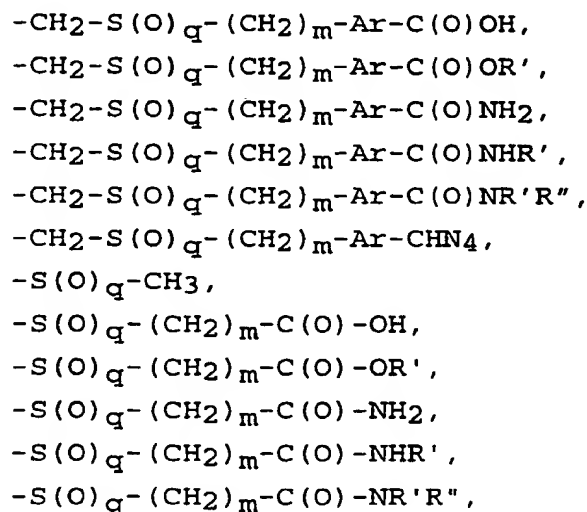 -CH2-S(O)q-(CH2)m-Ar-C(O)OH,
-CH2-S(O)q-(CH2)m-Ar-C(O)OR',
-CH2-S(O)q-(CH2)m-Ar-C(O)NH2,
-CH2-S(O)q-(CH2)m-Ar-C(O)NHR',
-CH2-S(O)q-(CH2)m-Ar-C(O)NR'R",
-CH2-S(O)q-(CH2)m-Ar-CHN4,
-S(O)q-CH3,
-S(O)q-(CH2)m-C(O)-OH,
-S(O)q-(CH2)m-C(O)-OR',
-S(O)q-(CH2)m-C(O)-NH2,
-S(O)q-(CH2)m-C(O)-NHR',
-S(O)q-(CH2)m-C(O)-NR'R",